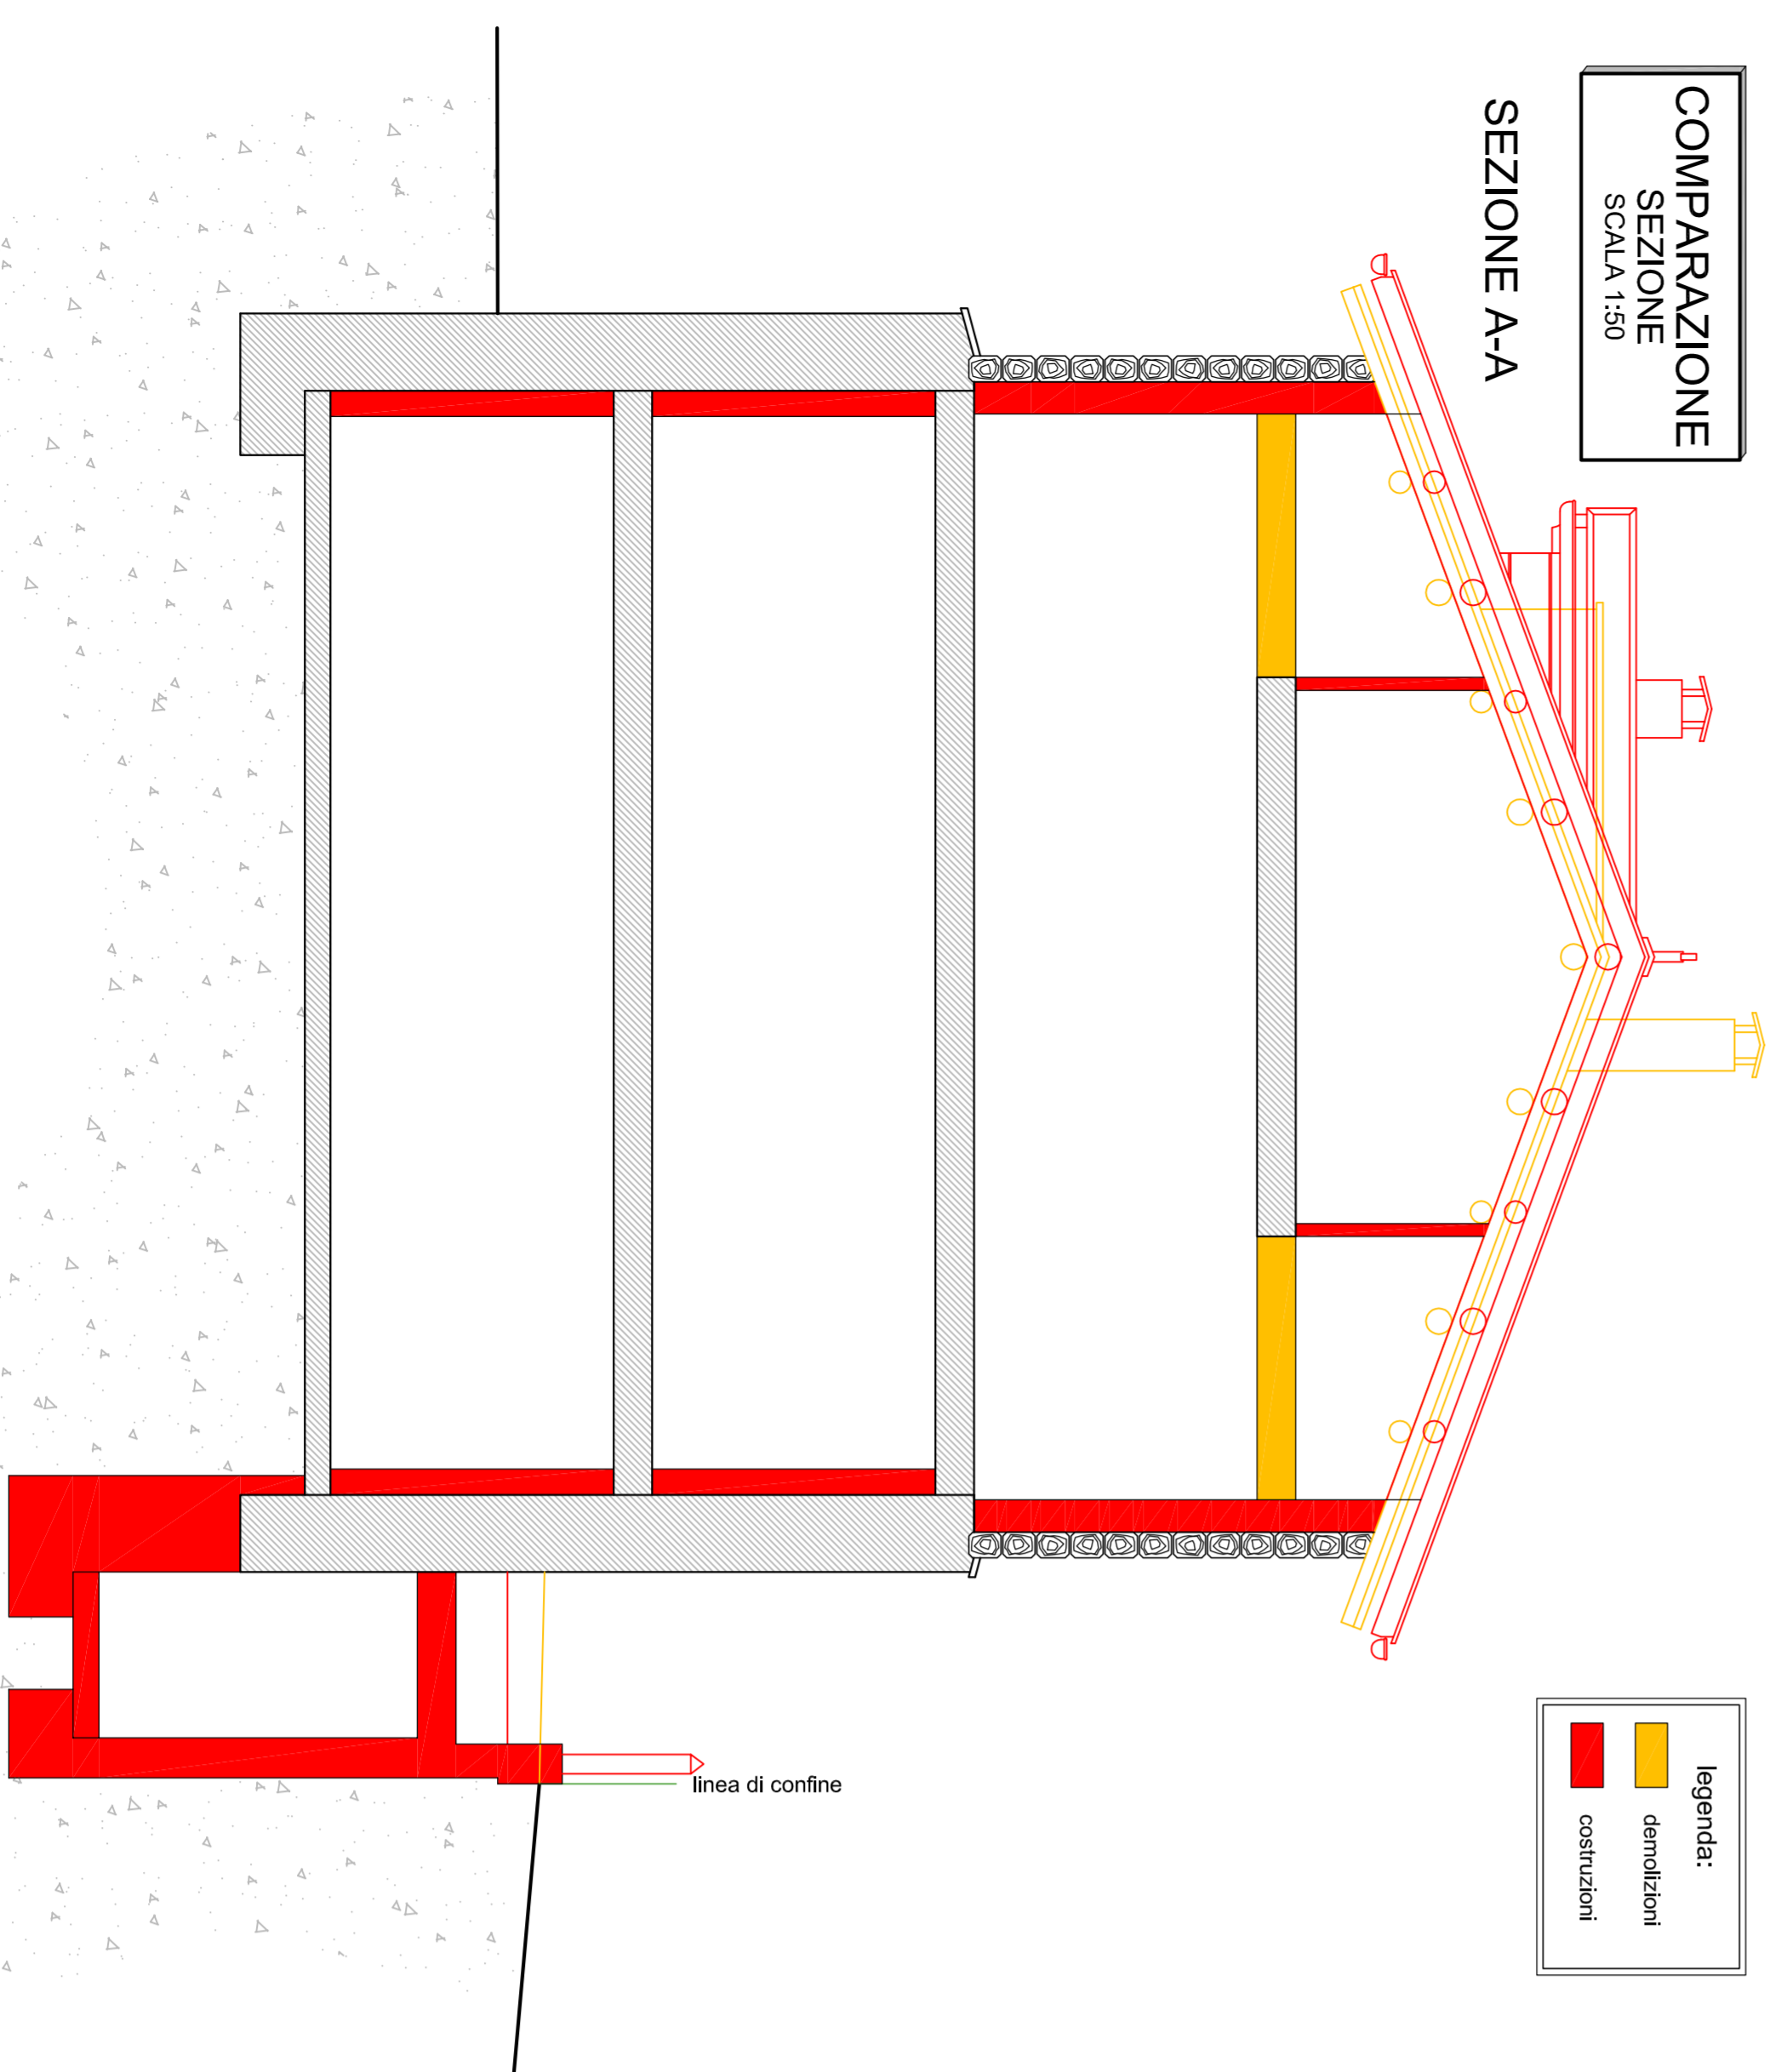 COMPARAZIONE
SEZIONE
SCALA 1:50
SEZIONE A-A
legenda:
demolizioni
costruzioni
linea di confine